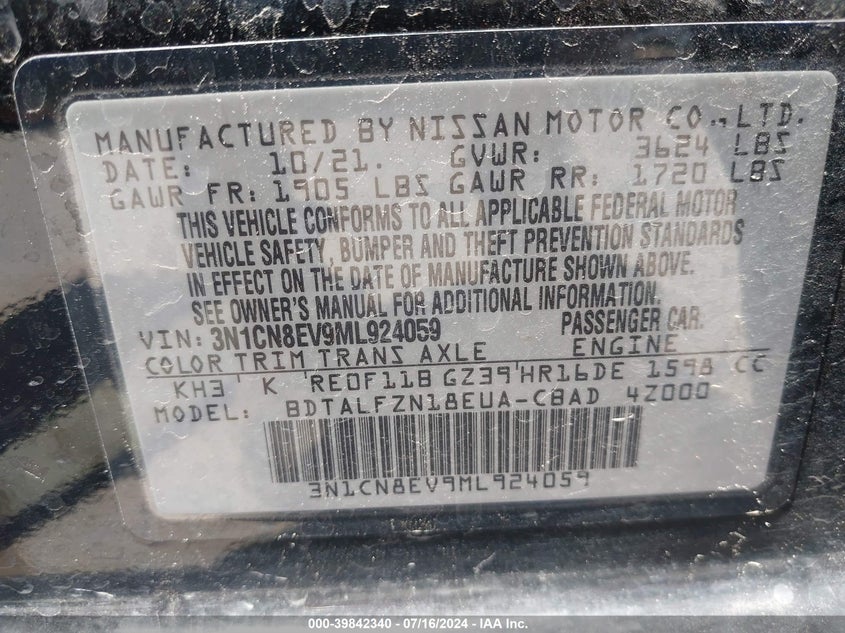 MANUFACTURED BY NISSAN MOTOR CO., LTD.
DATE: 10/21. GVWR: 3624 LBS
GAWR FR: 1905 LBS GAWR RR: 1720 LBS
THIS VEHICLE CONFORMS TO ALL APPLICABLE FEDERAL MOTOR
VEHICLE SAFETY, BUMPER AND THEFT PREVENTION STANDARDS
IN EFFECT ON THE DATE OF MANUFACTURE SHOWN ABOVE.
SEE OWNER'S MANUAL FOR ADDITIONAL INFORMATION.
VIN: 3N1CN8EV9ML924059 PASSENGER CAR.
COLOR TRIM TRANS AXLE ENGINE
KH3 K RE0F11B GZ39 HR16DE 1598 CC
MODEL: BDTALFZN18EUA-CBAD 4Z000
3N1CN8EV9ML924059
000-39842340 - 07/16/2024 - IAA Inc.